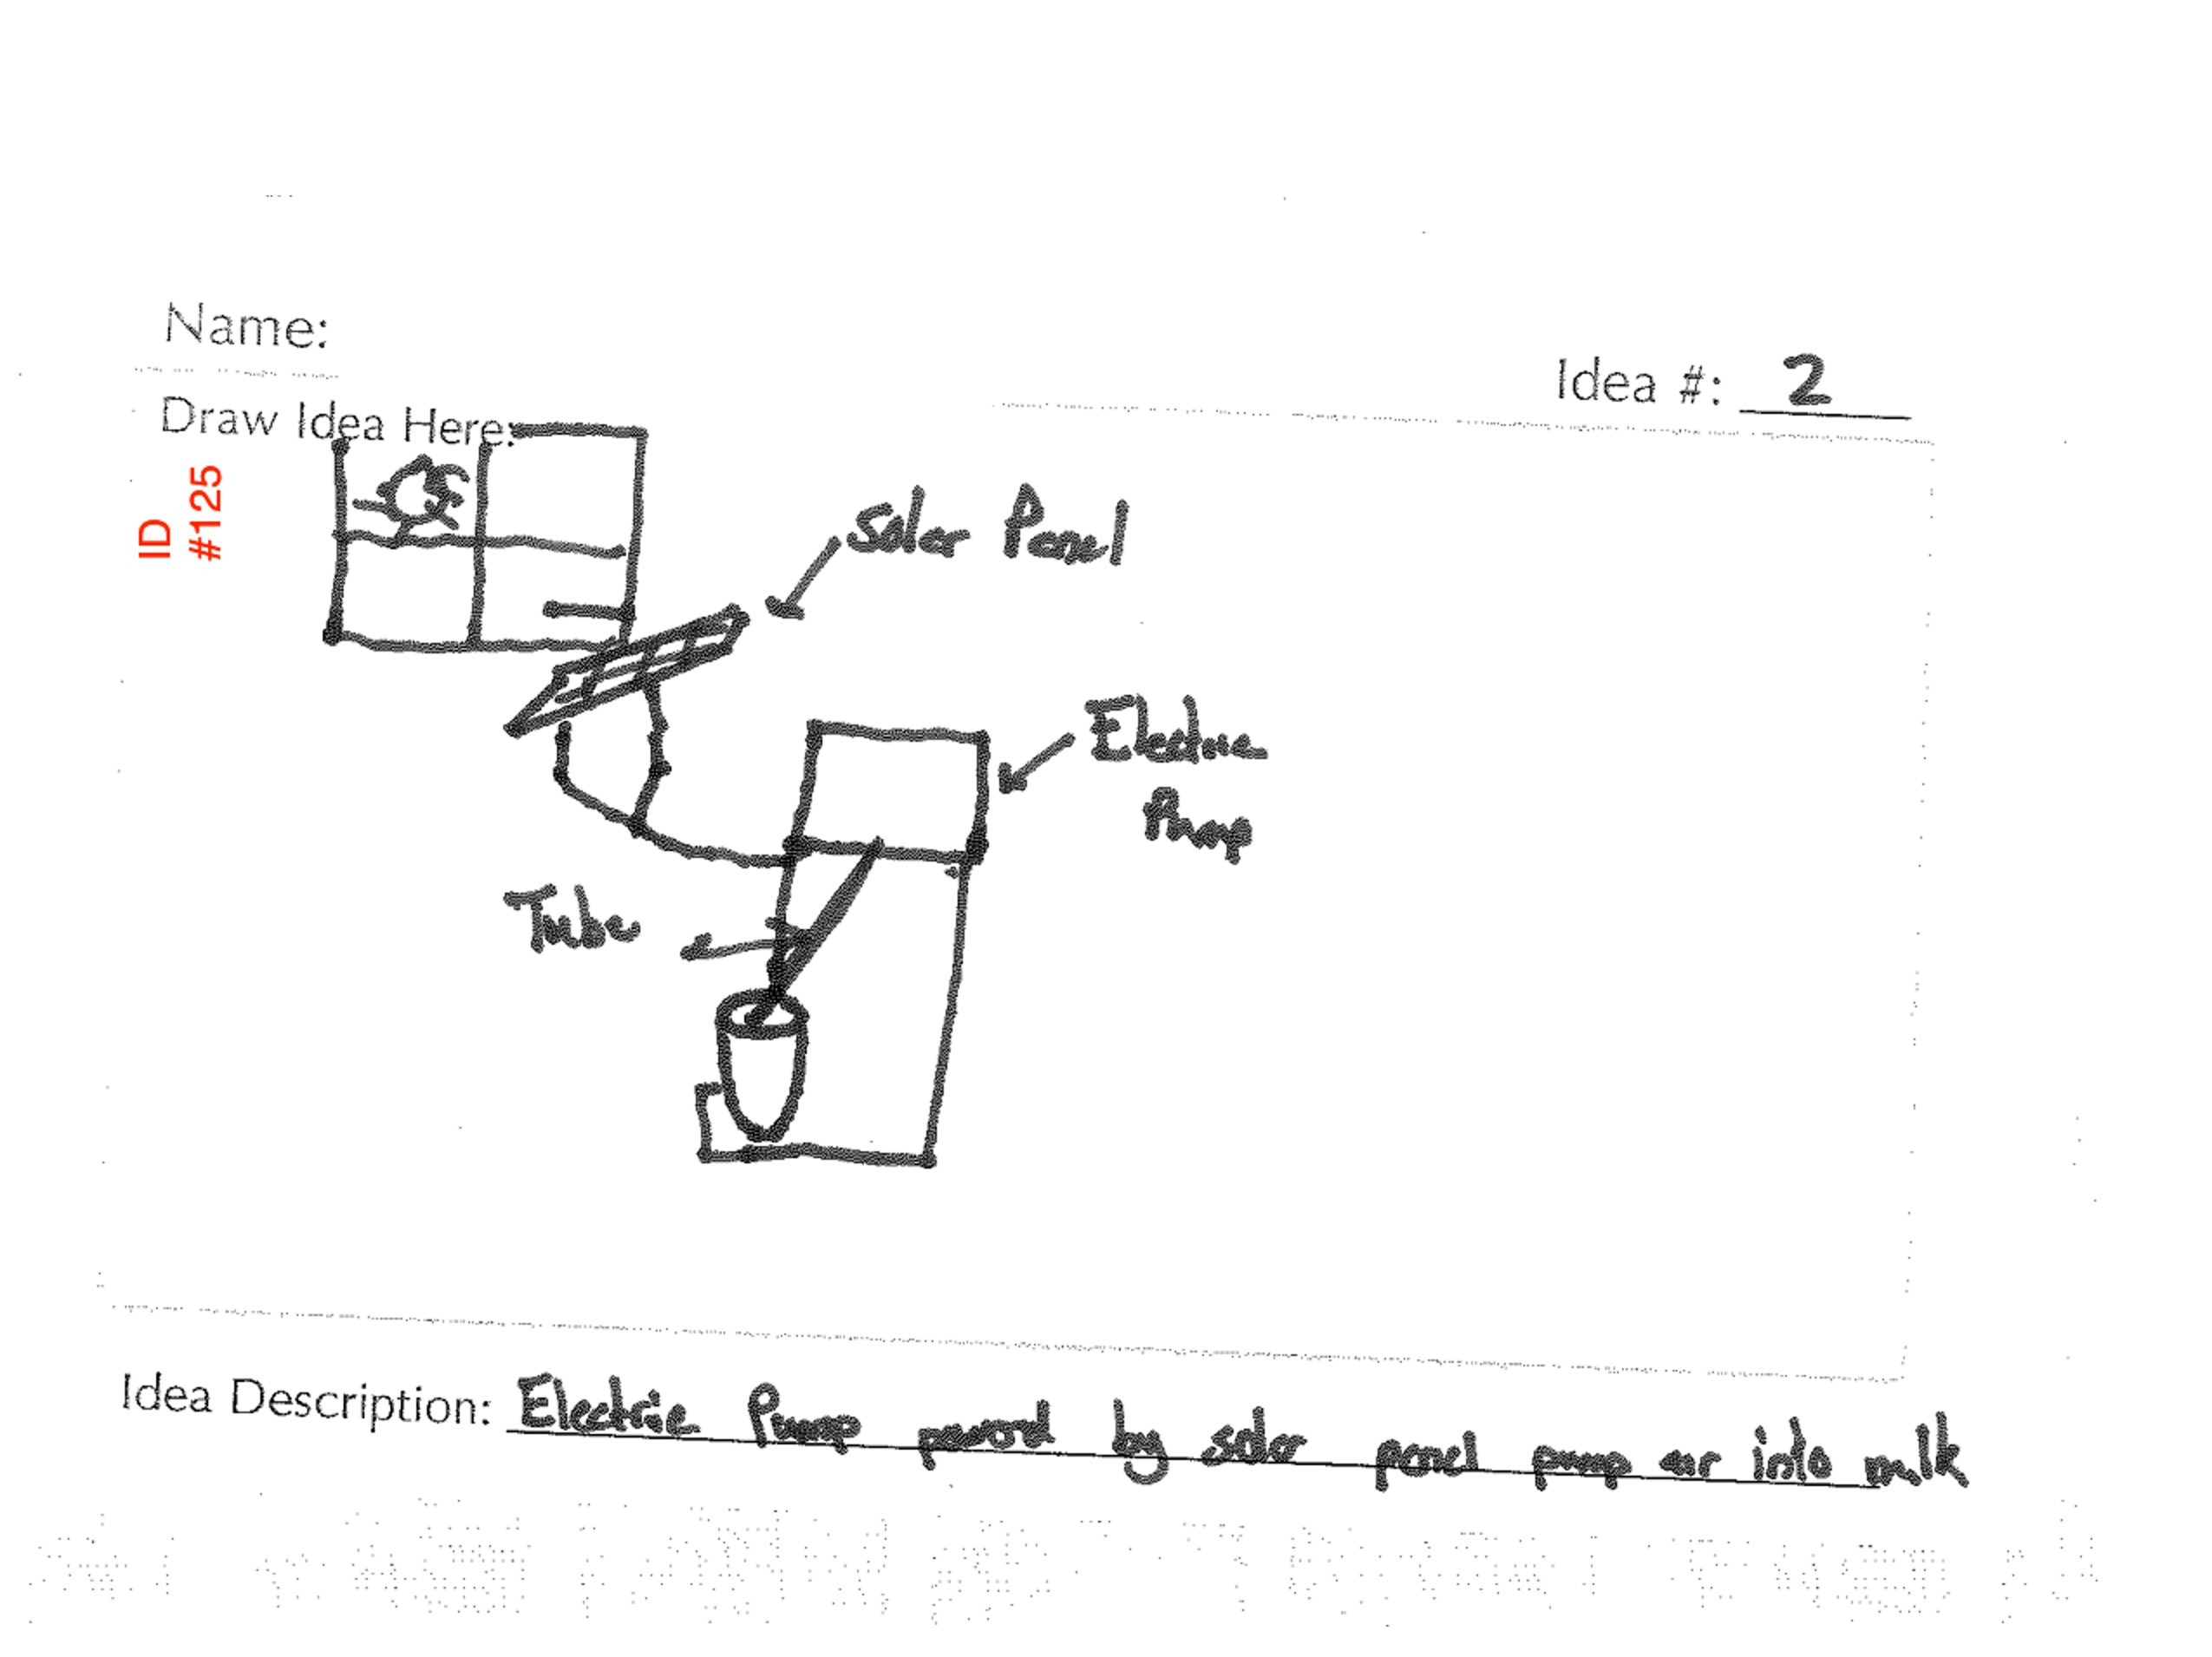 Name:
Idea #: 2
Draw Idea Here:
ID
#125
Solar Panel
Electric
Pump
Tube
Idea Description: Electric Pump powerd by solar panel pump air into milk